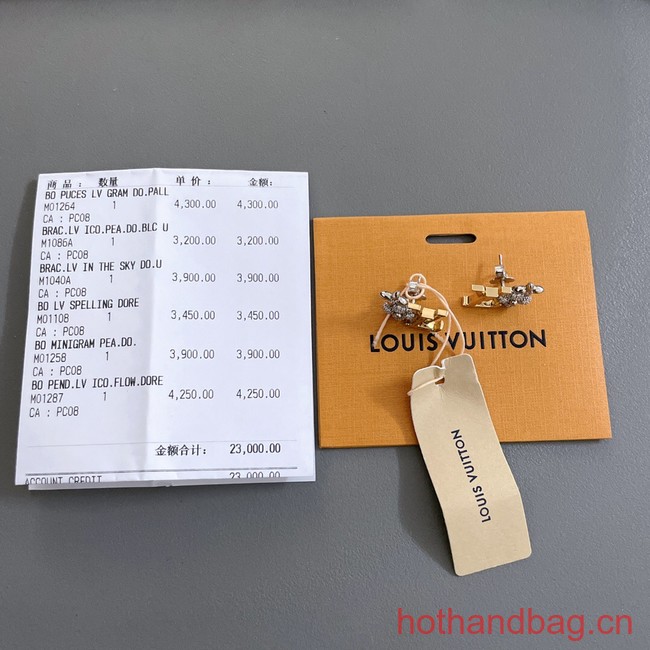 商 品 : 数量 单 价 : 金额:
BO PUCES LV GRAM DO.PALL
M01264 1 4,300.00 4,300.00
CA : PC08
BRAC.LV ICO.PEA.DO.BLC U
M1086A 1 3,200.00 3,200.00
CA : PC08
BRAC.LV IN THE SKY DO.U
M1040A 1 3,900.00 3,900.00
CA : PC08
BO LV SPELLING DORE
M01108 1 3,450.00 3,450.00
CA : PC08
BO MINIGRAM PEA.DO.
M01258 1 3,900.00 3,900.00
CA : PC08
BO PEND.LV ICO.FLOW.DORE
M01287 1 4,250.00 4,250.00
CA : PC08
金额合计: 23,000.00
ACCOUNT CREDIT 23,000.00
LOUIS VUITTON
LOUIS VUITTON
hothandbag.cn